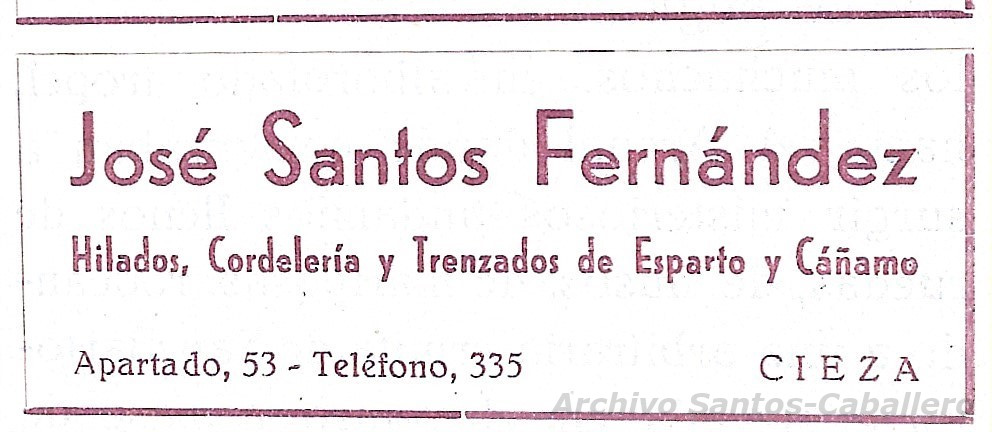 José Santos Fernández
Hilados, Cordelería y Trenzados de Esparto y Cáñamo
Apartado, 53 - Teléfono, 335
CIEZA
Archivo Santos-Caballero